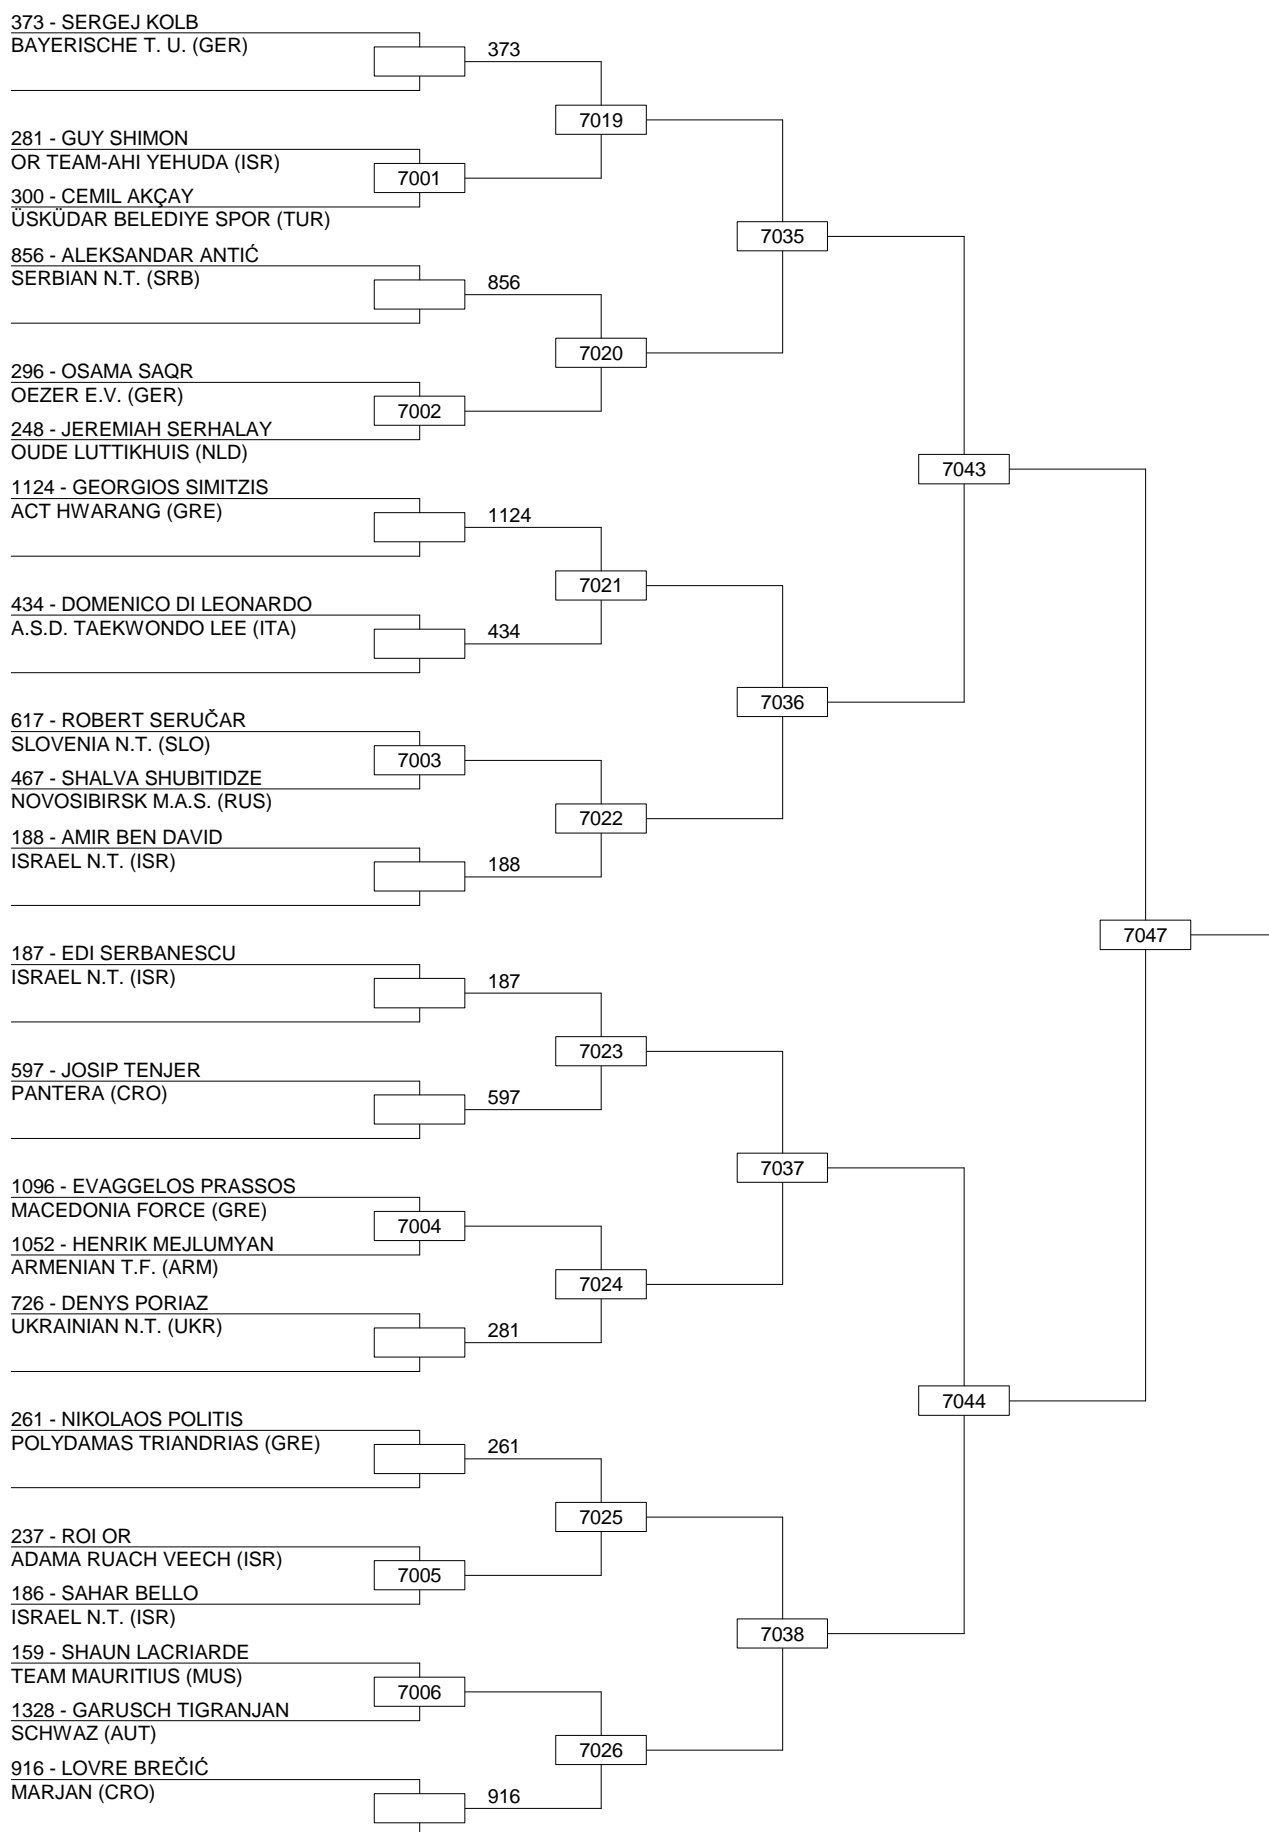 373 - SERGEJ KOLB
BAYERISCHE T. U. (GER)
373
7019
281 - GUY SHIMON
OR TEAM-AHI YEHUDA (ISR)
7001
300 - CEMIL AKÇAY
ÜSKÜDAR BELEDIYE SPOR (TUR)
7035
856 - ALEKSANDAR ANTIĆ
SERBIAN N.T. (SRB)
856
7020
296 - OSAMA SAQR
OEZER E.V. (GER)
7002
248 - JEREMIAH SERHALAY
OUDE LUTTIKHUIS (NLD)
7043
1124 - GEORGIOS SIMITZIS
ACT HWARANG (GRE)
1124
7021
434 - DOMENICO DI LEONARDO
A.S.D. TAEKWONDO LEE (ITA)
434
7036
617 - ROBERT SERUČAR
SLOVENIA N.T. (SLO)
7003
467 - SHALVA SHUBITIDZE
NOVOSIBIRSK M.A.S. (RUS)
7022
188 - AMIR BEN DAVID
ISRAEL N.T. (ISR)
188
7047
187 - EDI SERBANESCU
ISRAEL N.T. (ISR)
187
7023
597 - JOSIP TENJER
PANTERA (CRO)
597
7037
1096 - EVAGGELOS PRASSOS
MACEDONIA FORCE (GRE)
7004
1052 - HENRIK MEJLUMYAN
ARMENIAN T.F. (ARM)
7024
726 - DENYS PORIAZ
UKRAINIAN N.T. (UKR)
281
7044
261 - NIKOLAOS POLITIS
POLYDAMAS TRIANDRIAS (GRE)
261
7025
237 - ROI OR
ADAMA RUACH VEECH (ISR)
7005
186 - SAHAR BELLO
ISRAEL N.T. (ISR)
7038
159 - SHAUN LACRIARDE
TEAM MAURITIUS (MUS)
7006
1328 - GARUSCH TIGRANJAN
SCHWAZ (AUT)
7026
916 - LOVRE BREČIĆ
MARJAN (CRO)
916